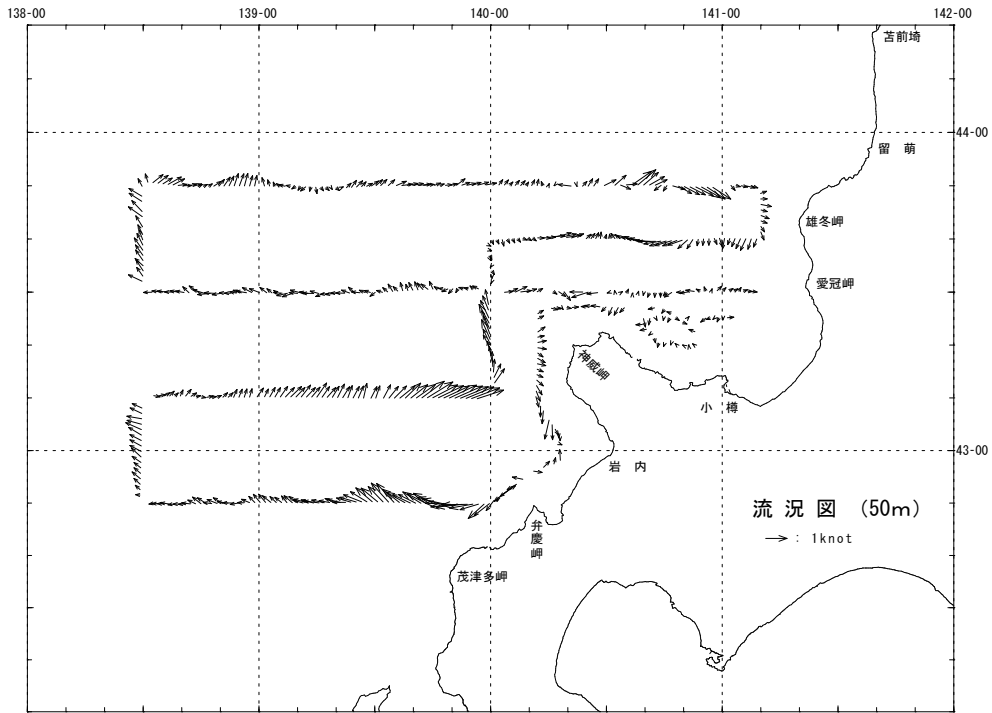 138-00 139-00 140-00 141-00 142-00
苫前埼
44-00
留 萌
雄冬岬
愛冠岬
神威岬
小 樽
43-00
岩 内
流 況 図 (50m)
弁慶岬
→ : 1knot
茂津多岬